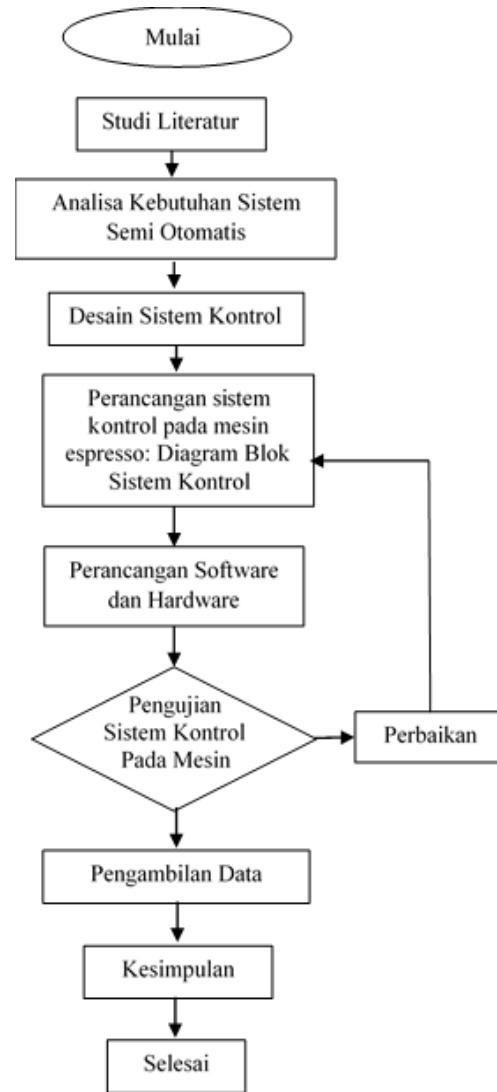 Mulai
Studi Literatur
Analisa Kebutuhan Sistem
Semi Otomatis
Desain Sistem Kontrol
Perancangan sistem
kontrol pada mesin
espresso: Diagram Blok
Sistem Kontrol
Perancangan Software
dan Hardware
Pengujian
Sistem Kontrol
Pada Mesin
Perbaikan
Pengambilan Data
Kesimpulan
Selesai